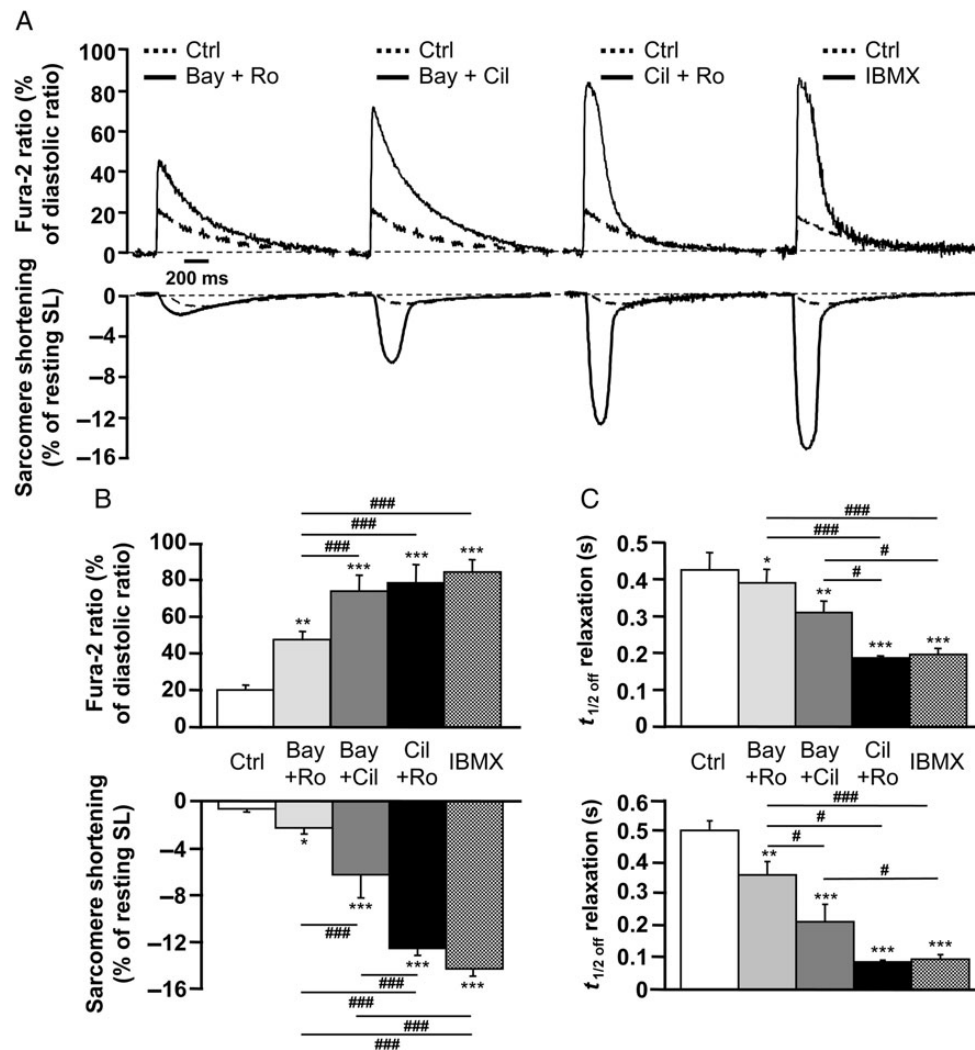 A
Ctrl
Bay + Ro
Ctrl
Bay + Cil
Ctrl
Cil + Ro
Ctrl
IBMX
Fura-2 ratio (%
of diastolic ratio)
100
80
60
40
20
0
200 ms
Sarcomere shortening
(% of resting SL)
0
–4
–8
–12
–16
B
###
###
###
Fura-2 ratio (%
of diastolic ratio)
100
80
60
40
20
0
**
***
***
***
Ctrl
Bay
+Ro
Bay
+Cil
Cil
+Ro
IBMX
Sarcomere shortening
(% of resting SL)
0
–4
–8
–12
–16
*
***
***
***
###
###
###
###
###
C
###
###
#
#
t1/2 off relaxation (s)
0.5
0.4
0.3
0.2
0.1
0
*
**
***
***
Ctrl
Bay
+Ro
Bay
+Cil
Cil
+Ro
IBMX
t1/2 off relaxation (s)
0.6
0.5
0.4
0.3
0.2
0.1
0
###
#
#
#
**
***
***
***